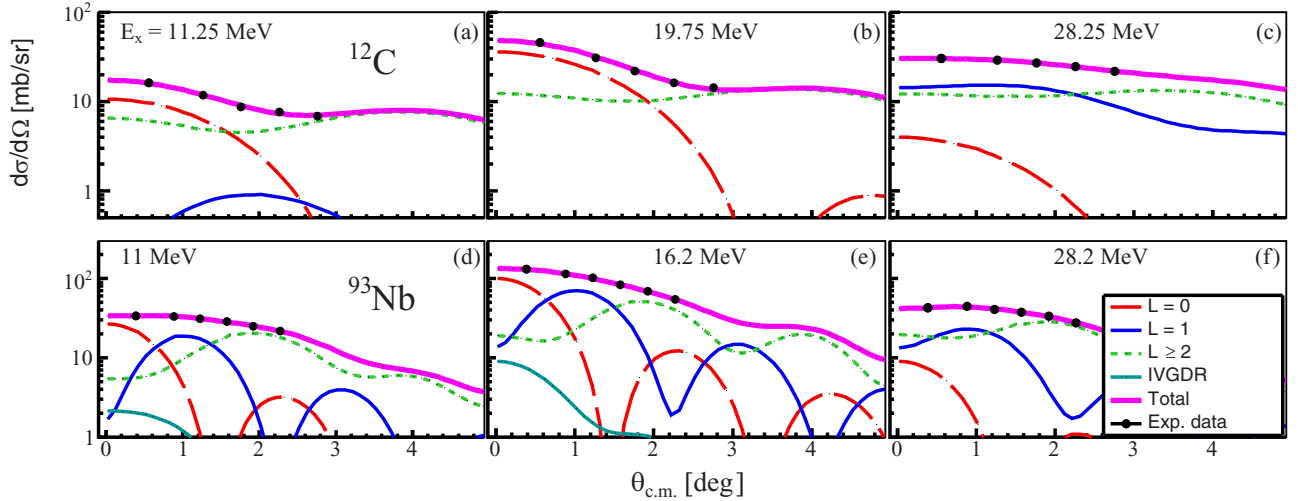 10²
E_x = 11.25 MeV (a) 19.75 MeV (b) 28.25 MeV (c)
¹²C
10
1
dσ/dΩ [mb/sr]
11 MeV (d) 16.2 MeV (e) 28.2 MeV (f)
10²
⁹³Nb
10
1
L = 0
L = 1
L ≥ 2
IVGDR
Total
Exp. data
0 1 2 3 4 0 1 2 3 4 0 1 2 3 4
θ_c.m. [deg]